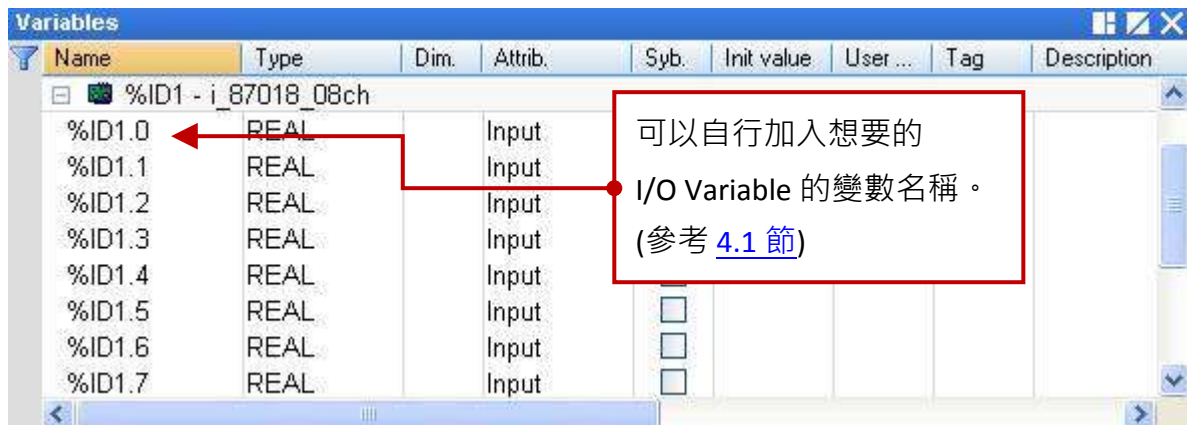 Variables
Name Type Dim. Attrib. Syb. Init value User ... Tag Description
%ID1 - i_87018_08ch
%ID1.0 REAL Input
%ID1.1 REAL Input
%ID1.2 REAL Input
%ID1.3 REAL Input
%ID1.4 REAL Input
%ID1.5 REAL Input
%ID1.6 REAL Input
%ID1.7 REAL Input
可以自行加入想要的
I/O Variable 的變數名稱。
(參考 4.1 節)